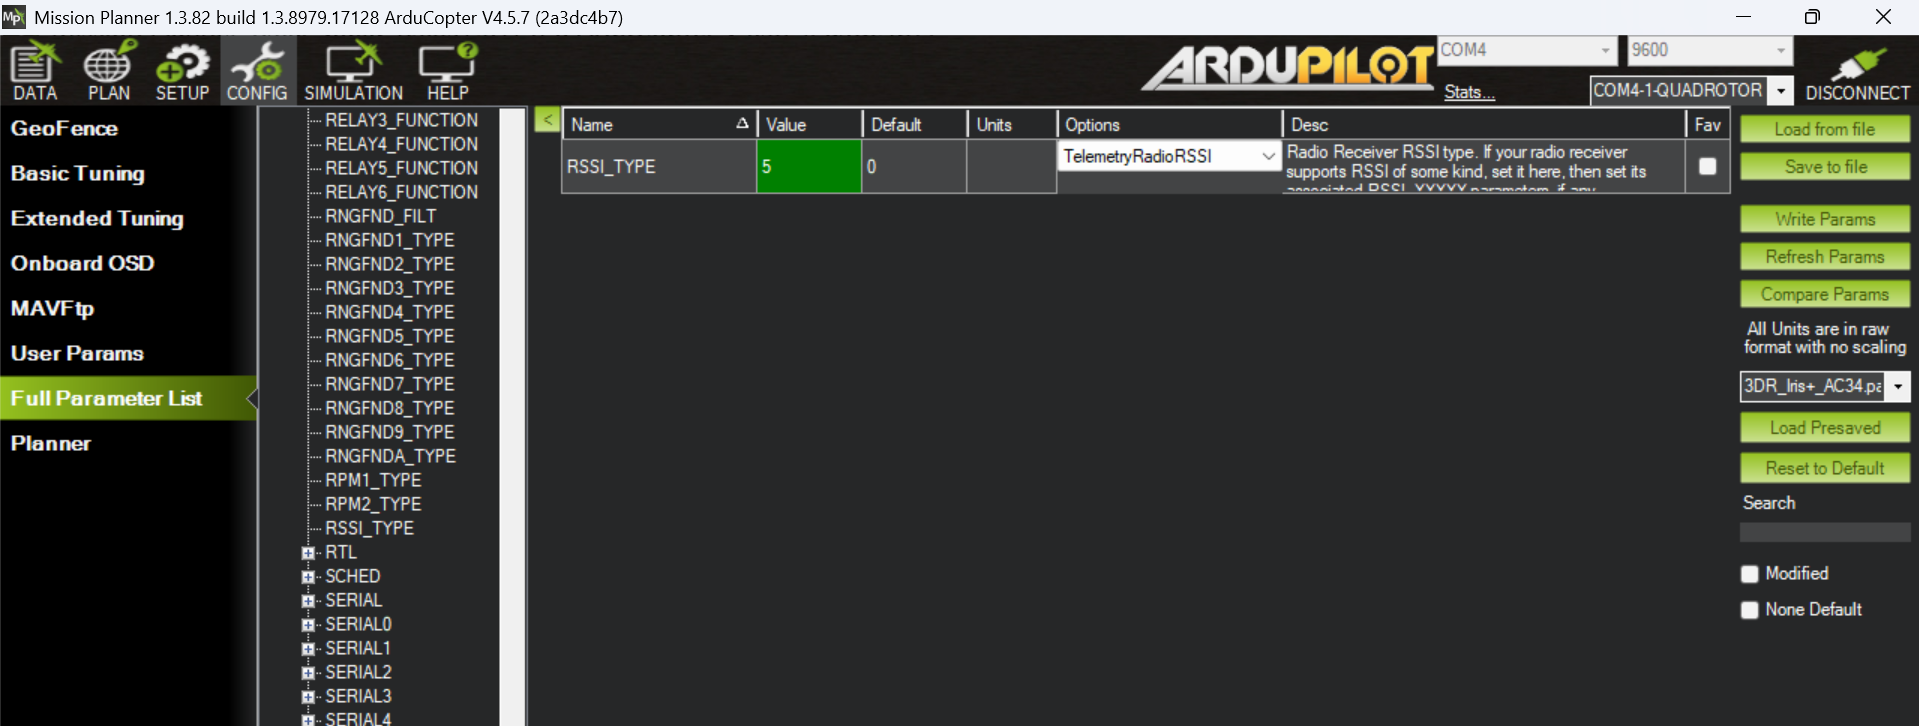 Mission Planner 1.3.82 build 1.3.8979.17128 ArduCopter V4.5.7 (2a3dc4b7)
DATA PLAN SETUP CONFIG SIMULATION HELP
ARDUPILOT
COM4 9600
Stats...
COM4-1-QUADROTOR
DISCONNECT
GeoFence
Basic Tuning
Extended Tuning
Onboard OSD
MAVFtp
User Params
Full Parameter List
Planner
RELAY3_FUNCTION
RELAY4_FUNCTION
RELAY5_FUNCTION
RELAY6_FUNCTION
RNGFND_FILT
RNGFND1_TYPE
RNGFND2_TYPE
RNGFND3_TYPE
RNGFND4_TYPE
RNGFND5_TYPE
RNGFND6_TYPE
RNGFND7_TYPE
RNGFND8_TYPE
RNGFND9_TYPE
RNGFNDA_TYPE
RPM1_TYPE
RPM2_TYPE
RSSI_TYPE
RTL
SCHED
SERIAL
SERIAL0
SERIAL1
SERIAL2
SERIAL3
SERIAL4
<
Name Value Default Units Options Desc Fav
RSSI_TYPE 5 0 TelemetryRadioRSSI
Radio Receiver RSSI type. If your radio receiver
supports RSSI of some kind, set it here, then set its
associated RSSI_XXXXX parameters, if any.
Load from file
Save to file
Write Params
Refresh Params
Compare Params
All Units are in raw
format with no scaling
3DR_Iris+_AC34.pa
Load Presaved
Reset to Default
Search
Modified
None Default